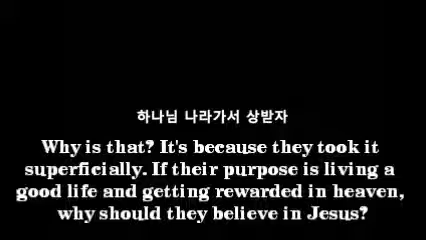 하나님 나라가서 상받자
Why is that? It's because they took it
superficially. If their purpose is living a
good life and getting rewarded in heaven,
why should they believe in Jesus?